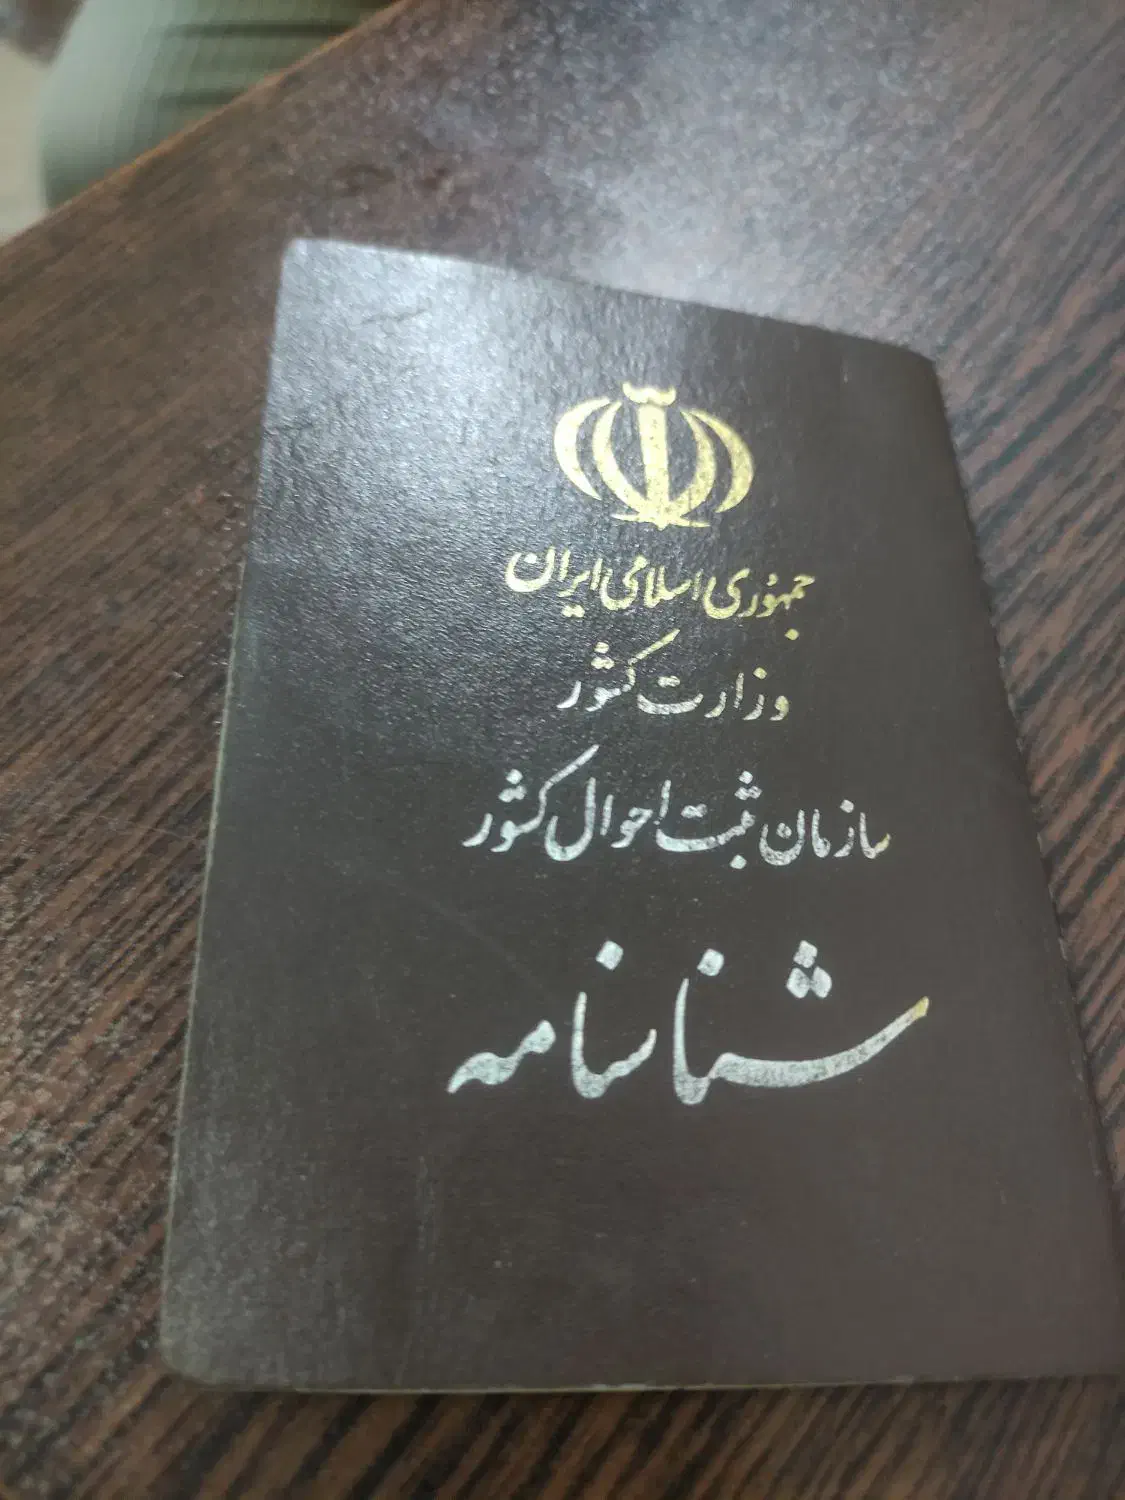 جمهوری اسلامی ایران
وزارت کشور
سازمان ثبت احوال کشور
شناسنامه